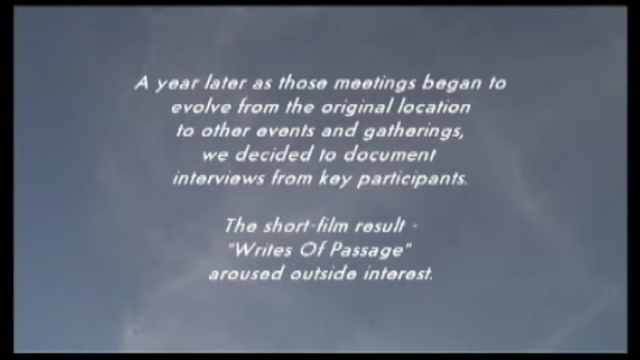 A year later as those meetings began to
evolve from the original location
to other events and gatherings,
we decided to document
interviews from key participants.
The short-film result -
"Writes Of Passage"
aroused outside interest.